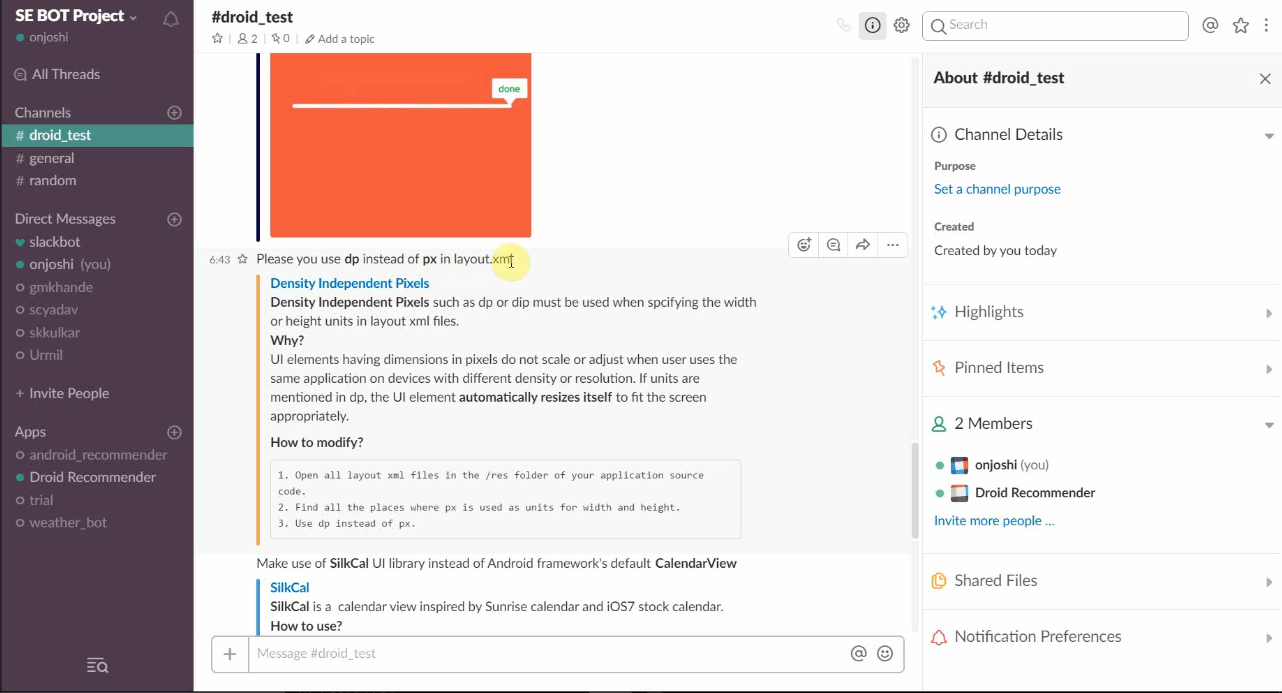 SE BOT Project
onjoshi
All Threads
Channels
# droid_test
# general
# random
Direct Messages
slackbot
onjoshi (you)
gmkhande
scyadav
skkulkar
Urmil
+ Invite People
Apps
android_recommender
Droid Recommender
trial
weather_bot
#droid_test
2
0
Add a topic
Search
done
6:43 Please you use dp instead of px in layout.xml
Density Independent Pixels
Density Independent Pixels such as dp or dip must be used when spcifying the width
or height units in layout xml files.
Why?
UI elements having dimensions in pixels do not scale or adjust when user uses the
same application on devices with different density or resolution. If units are
mentioned in dp, the UI element automatically resizes itself to fit the screen
appropriately.
How to modify?
1. Open all layout xml files in the /res folder of your application source
code.
2. Find all the places where px is used as units for width and height.
3. Use dp instead of px.
Make use of SilkCal UI library instead of Android framework's default CalendarView
SilkCal
SilkCal is a calendar view inspired by Sunrise calendar and iOS7 stock calendar.
How to use?
Message #droid_test
About #droid_test
Channel Details
Purpose
Set a channel purpose
Created
Created by you today
Highlights
Pinned Items
2 Members
onjoshi (you)
Droid Recommender
Invite more people ...
Shared Files
Notification Preferences